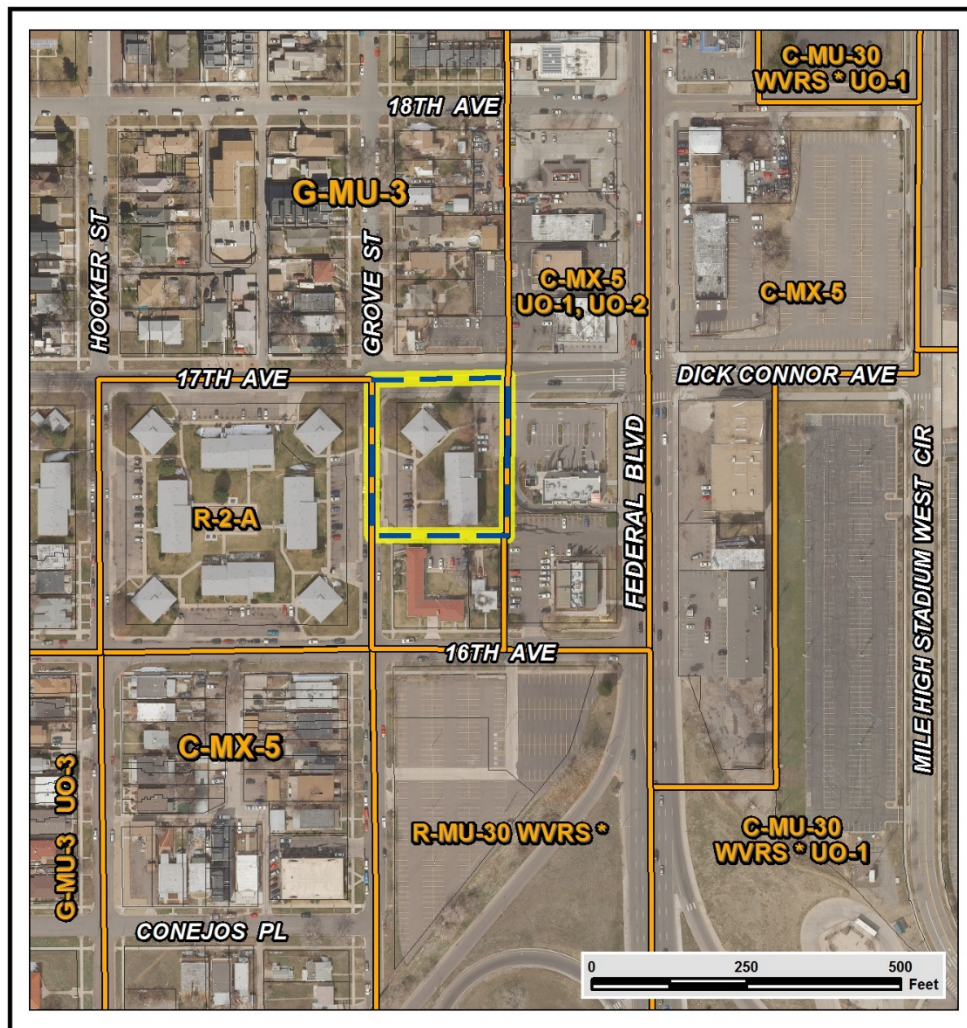 C-MU-30
WVRS * UO-1
18TH AVE
G-MU-3
HOOKER ST
GROVE ST
C-MX-5
UO-1, UO-2
C-MX-5
17TH AVE
DICK CONNOR AVE
FEDERAL BLVD
MILE HIGH STADIUM WEST CIR
R-2-A
16TH AVE
C-MX-5
G-MU-3 UO-3
R-MU-30 WVRS *
C-MU-30
WVRS * UO-1
CONEJOS PL
0 250 500
Feet